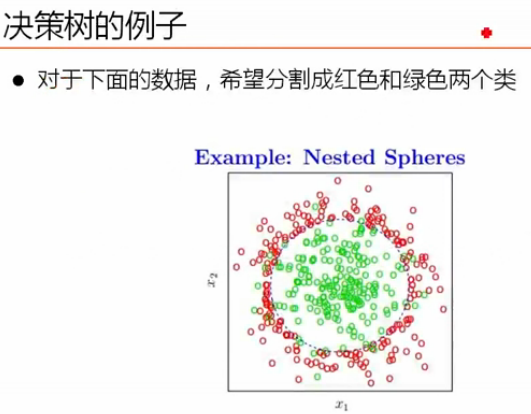 决策树的例子
● 对于下面的数据，希望分割成红色和绿色两个类
Example: Nested Spheres
x₂
x₁